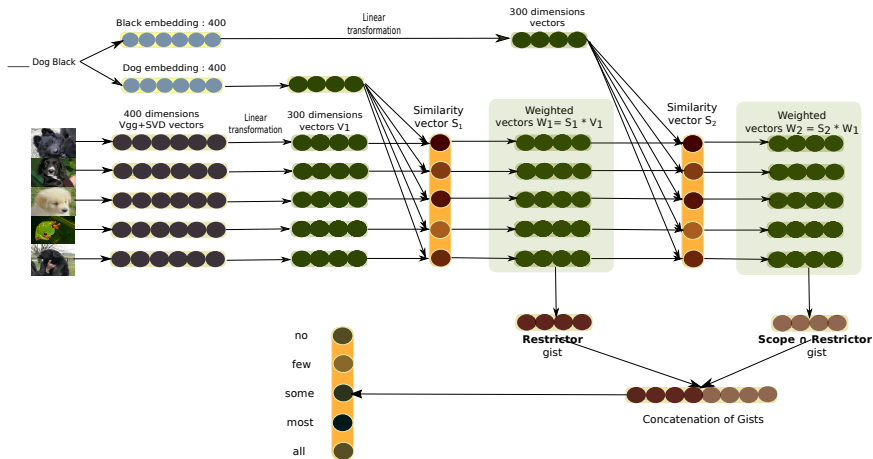 Black embedding : 400
Linear
transformation
300 dimensions
vectors
____ Dog Black
Dog embedding : 400
400 dimensions
Vgg+SVD vectors
Linear
transformation
300 dimensions
vectors V1
Similarity
vector S1
Weighted
vectors W1= S1 * V1
Similarity
vector S2
Weighted
vectors W2 = S2 * W1
Restrictor
gist
Scope ∩ Restrictor
gist
no
few
some
most
all
Concatenation of Gists